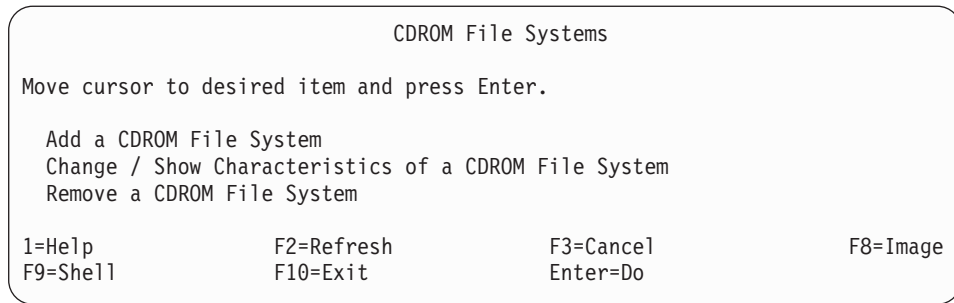 CDROM File Systems
Move cursor to desired item and press Enter.
Add a CDROM File System
Change / Show Characteristics of a CDROM File System
Remove a CDROM File System
1=Help F2=Refresh F3=Cancel F8=Image
F9=Shell F10=Exit Enter=Do